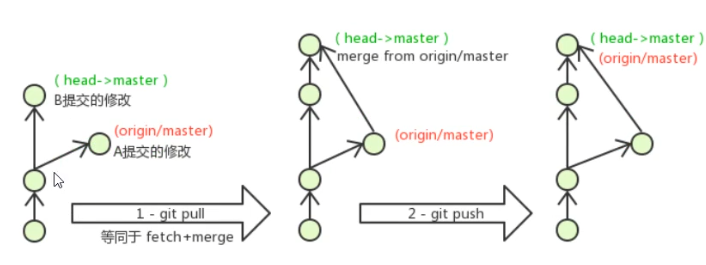 ( head->master )
B提交的修改
(origin/master)
A提交的修改
1 - git pull
等同于 fetch+merge
( head->master )
merge from origin/master
(origin/master)
2 - git push
( head->master )
(origin/master)